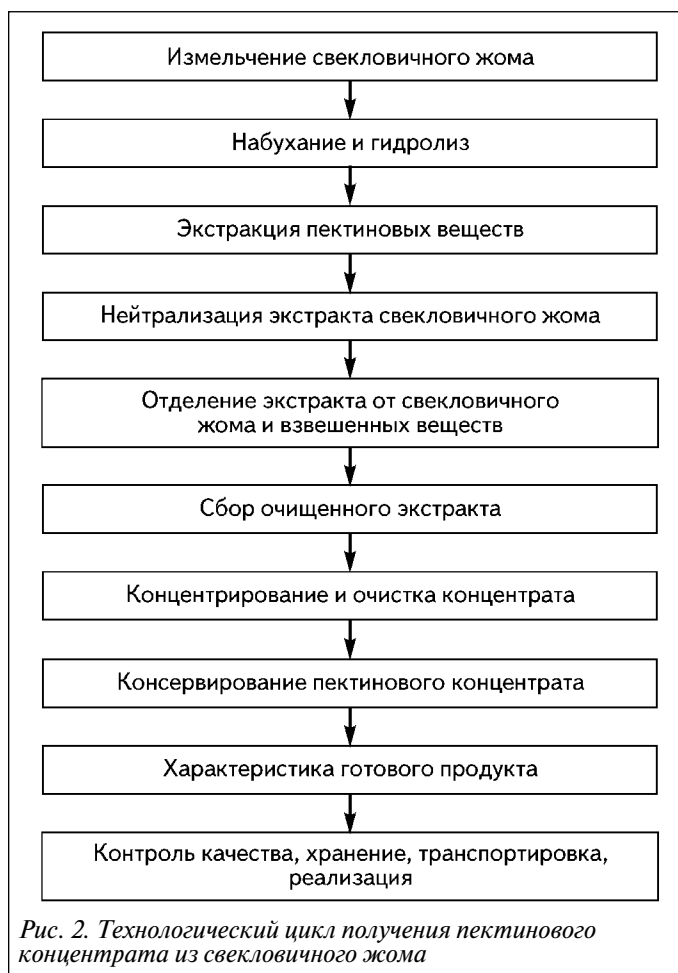 Измельчение свекловичного жома
Набухание и гидролиз
Экстракция пектиновых веществ
Нейтрализация экстракта свекловичного жома
Отделение экстракта от свекловичного
жома и взвешенных веществ
Сбор очищенного экстракта
Концентрирование и очистка концентрата
Консервирование пектинового концентрата
Характеристика готового продукта
Контроль качества, хранение, транспортировка,
реализация
Рис. 2. Технологический цикл получения пектинового
концентрата из свекловичного жома